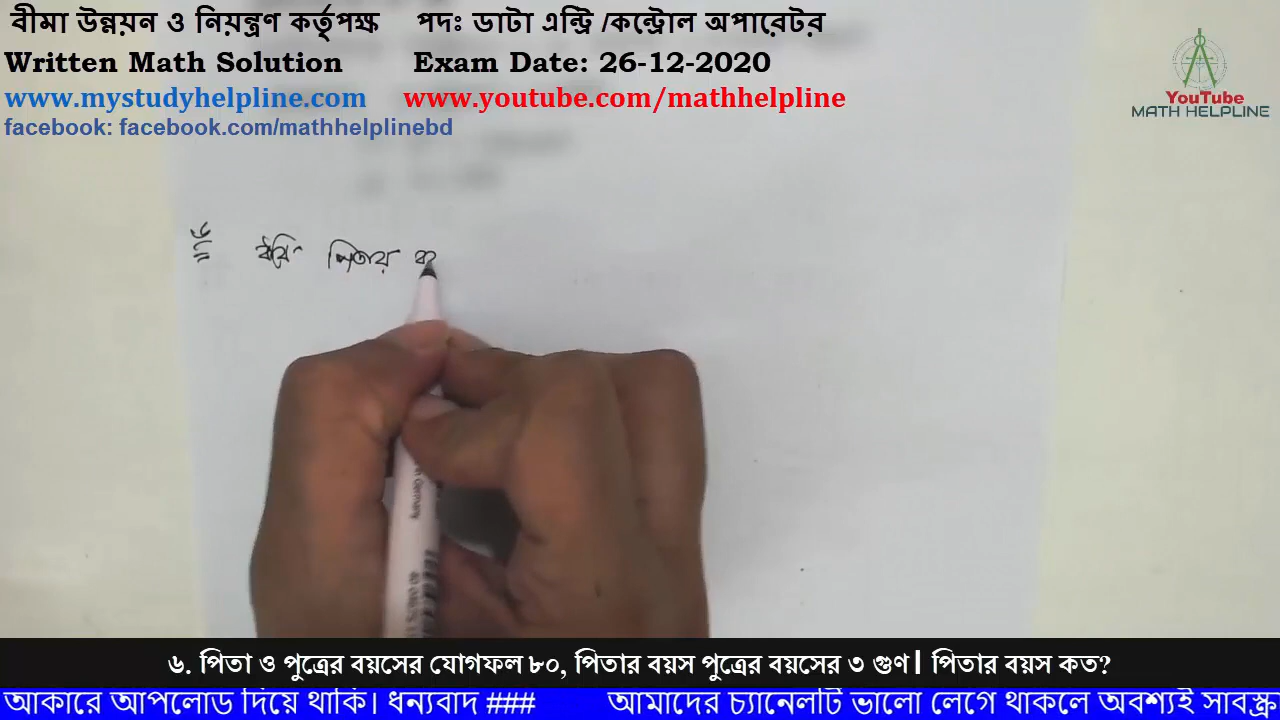 বীমা উন্নয়ন ও নিয়ন্ত্রণ কর্তৃপক্ষ পদঃ ডাটা এন্ট্রি /কন্ট্রোল অপারেটর
Written Math Solution Exam Date: 26-12-2020
www.mystudyhelpline.com www.youtube.com/mathhelpline
facebook: facebook.com/mathhelplinebd
YouTube
MATH HELPLINE
ধরি পিতার ব
৬. পিতা ও পুত্রের বয়সের যোগফল ৮০, পিতার বয়স পুত্রের বয়সের ৩ গুণ। পিতার বয়স কত?
আকারে আপলোড দিয়ে থাকি। ধন্যবাদ ### আমাদের চ্যানেলটি ভালো লেগে থাকলে অবশ্যই সাবস্ক্র